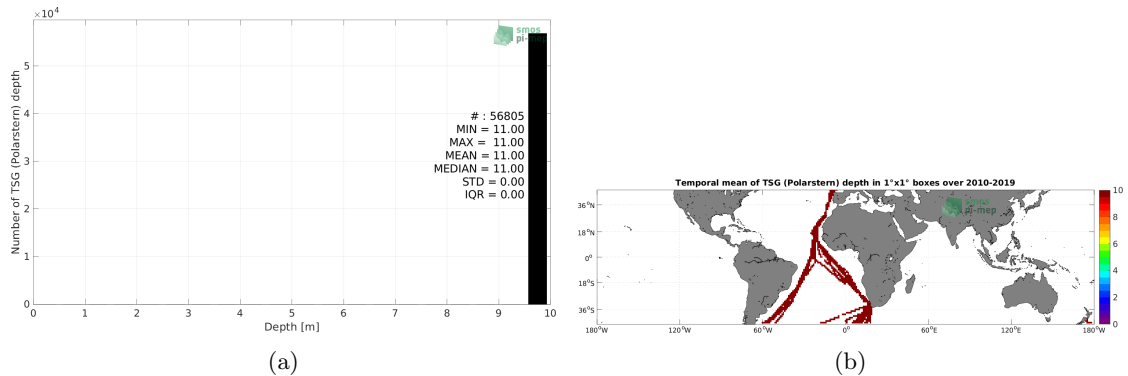 ×10⁴
smos
pi-mep
5
4
3
2
1
0
Number of TSG (Polarstern) depth
# : 56805
MIN = 11.00
MAX = 11.00
MEAN = 11.00
MEDIAN = 11.00
STD = 0.00
IQR = 0.00
0 1 2 3 4 5 6 7 8 9 10
Depth [m]
(a)
Temporal mean of TSG (Polarstern) depth in 1°x1° boxes over 2010-2019
smos
pi-mep
36°N
18°N
0°
18°S
36°S
180°W 120°W 60°W 0° 60°E 120°E 180°W
10
8
6
4
2
0
(b)